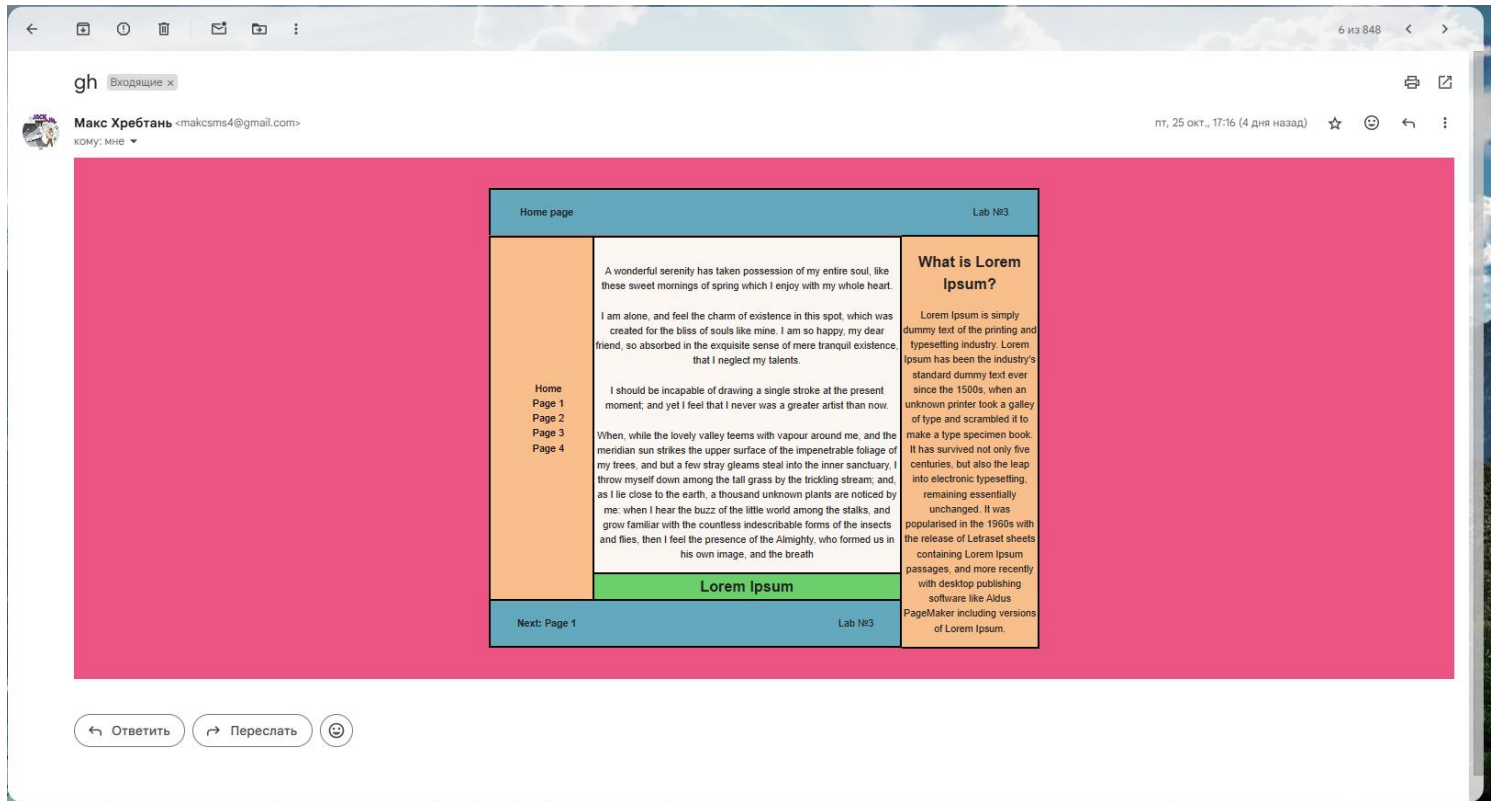 6 из 848
gh Входящие ×
Макс Хребтань <makcsms4@gmail.com>
пт, 25 окт., 17:16 (4 дня назад)
кому: мне
Home page
Lab №3
Home
Page 1
Page 2
Page 3
Page 4
A wonderful serenity has taken possession of my entire soul, like
these sweet mornings of spring which I enjoy with my whole heart.
I am alone, and feel the charm of existence in this spot, which was
created for the bliss of souls like mine. I am so happy, my dear
friend, so absorbed in the exquisite sense of mere tranquil existence,
that I neglect my talents.
I should be incapable of drawing a single stroke at the present
moment; and yet I feel that I never was a greater artist than now.
When, while the lovely valley teems with vapour around me, and the
meridian sun strikes the upper surface of the impenetrable foliage of
my trees, and but a few stray gleams steal into the inner sanctuary, I
throw myself down among the tall grass by the trickling stream; and,
as I lie close to the earth, a thousand unknown plants are noticed by
me: when I hear the buzz of the little world among the stalks, and
grow familiar with the countless indescribable forms of the insects
and flies, then I feel the presence of the Almighty, who formed us in
his own image, and the breath
Lorem Ipsum
What is Lorem
Ipsum?
Lorem Ipsum is simply
dummy text of the printing and
typesetting industry. Lorem
Ipsum has been the industry's
standard dummy text ever
since the 1500s, when an
unknown printer took a galley
of type and scrambled it to
make a type specimen book.
It has survived not only five
centuries, but also the leap
into electronic typesetting,
remaining essentially
unchanged. It was
popularised in the 1960s with
the release of Letraset sheets
containing Lorem Ipsum
passages, and more recently
with desktop publishing
software like Aldus
PageMaker including versions
of Lorem Ipsum.
Next: Page 1
Lab №3
Ответить
Переслать